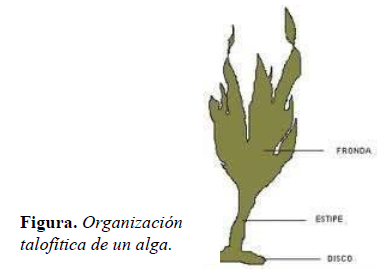 FRONDA
ESTIPE
Figura. Organización
talofítica de un alga.
DISCO